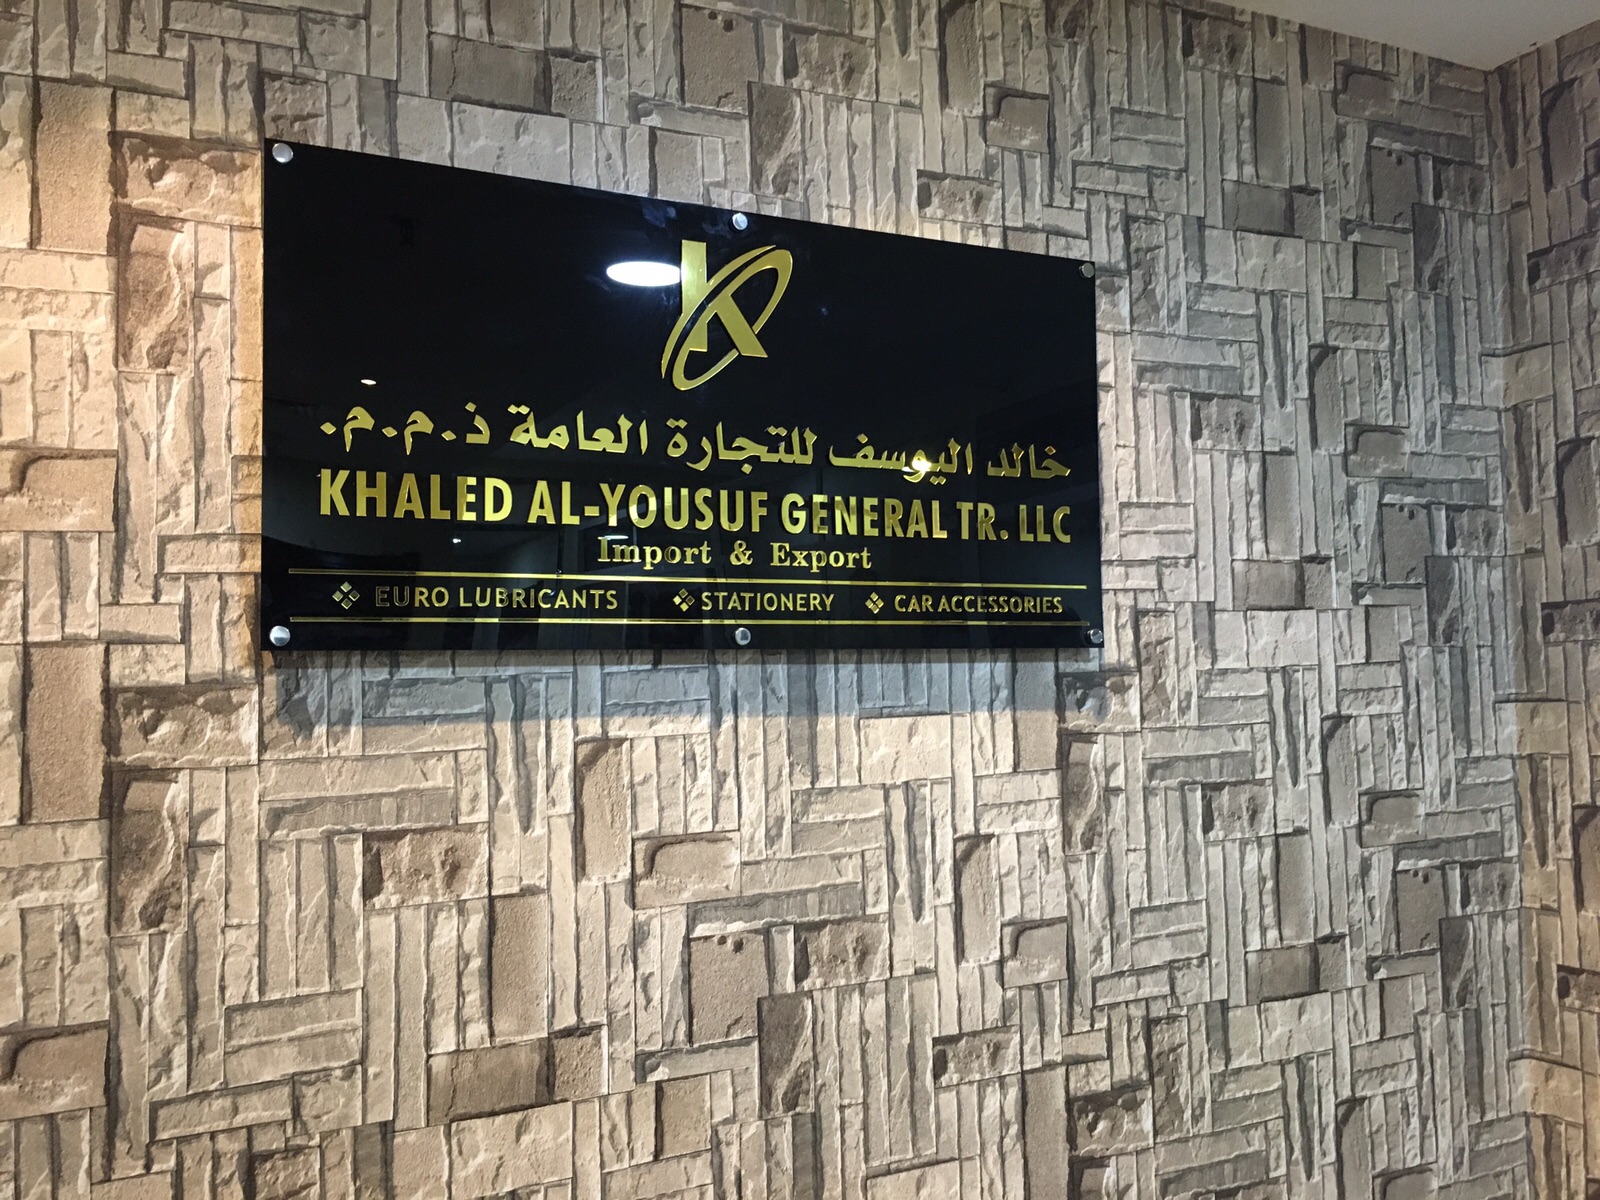 خالد اليوسف للتجارة العامة ذ.م.م.
KHALED AL-YOUSUF GENERAL TR. LLC
Import & Export
EURO LUBRICANTS STATIONERY CAR ACCESSORIES